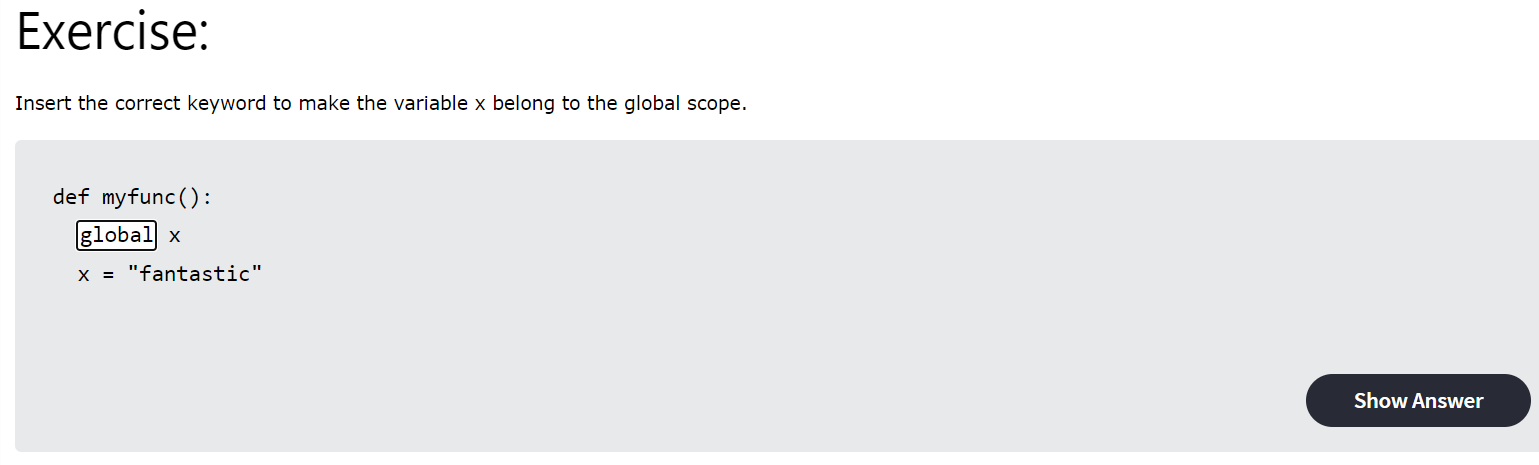 Exercise:
Insert the correct keyword to make the variable x belong to the global scope.
def myfunc():
global x
x = "fantastic"
Show Answer